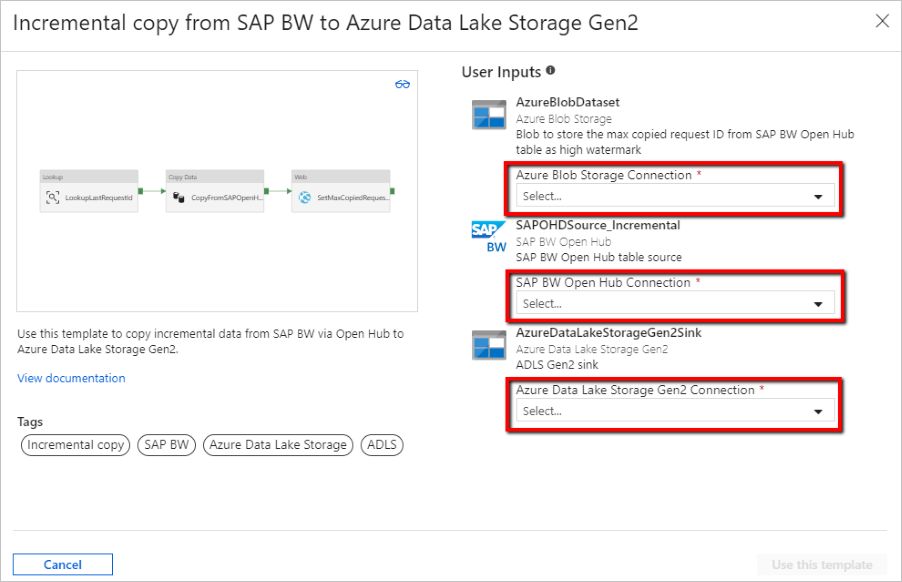 Incremental copy from SAP BW to Azure Data Lake Storage Gen2
Lookup
LookupLastRequestId
Copy Data
CopyFromSAPOpenH...
Web
SetMaxCopiedReques...
Use this template to copy incremental data from SAP BW via Open Hub to
Azure Data Lake Storage Gen2.
View documentation
Tags
Incremental copy
SAP BW
Azure Data Lake Storage
ADLS
User Inputs
AzureBlobDataset
Azure Blob Storage
Blob to store the max copied request ID from SAP BW Open Hub
table as high watermark
Azure Blob Storage Connection *
Select...
SAP
BW
SAPOHDSource_Incremental
SAP BW Open Hub
SAP BW Open Hub table source
SAP BW Open Hub Connection *
Select...
AzureDataLakeStorageGen2Sink
Azure Data Lake Storage Gen2
ADLS Gen2 sink
Azure Data Lake Storage Gen2 Connection *
Select...
Cancel
Use this template